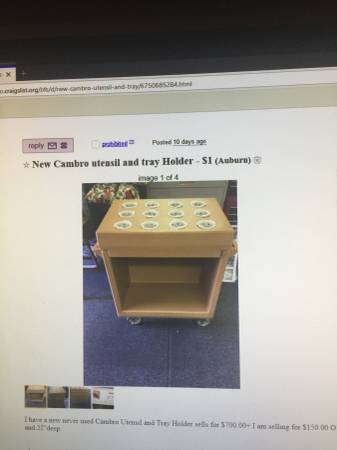 o.craigslist.org/ofs/d/new-cambro-utensil-and-tray/6750685284.html
reply prohibited Posted 10 days ago
☆ New Cambro utensil and tray Holder - $1 (Auburn)
image 1 of 4
I have a new never used Cambro Utensil and Tray Holder sells for $700.00+ I am selling for $150.00 O
and 22"deep